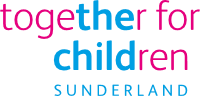 together for
children
SUNDERLAND